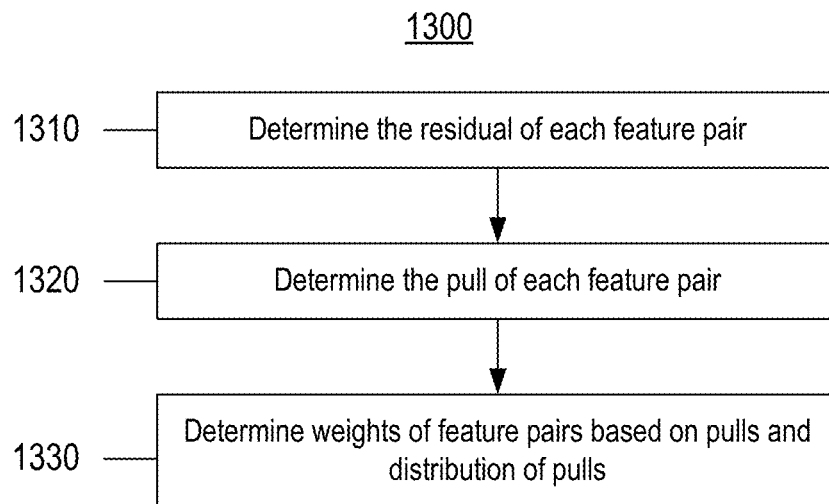 1300
1310
Determine the residual of each feature pair
1320
Determine the pull of each feature pair
1330
Determine weights of feature pairs based on pulls and
distribution of pulls